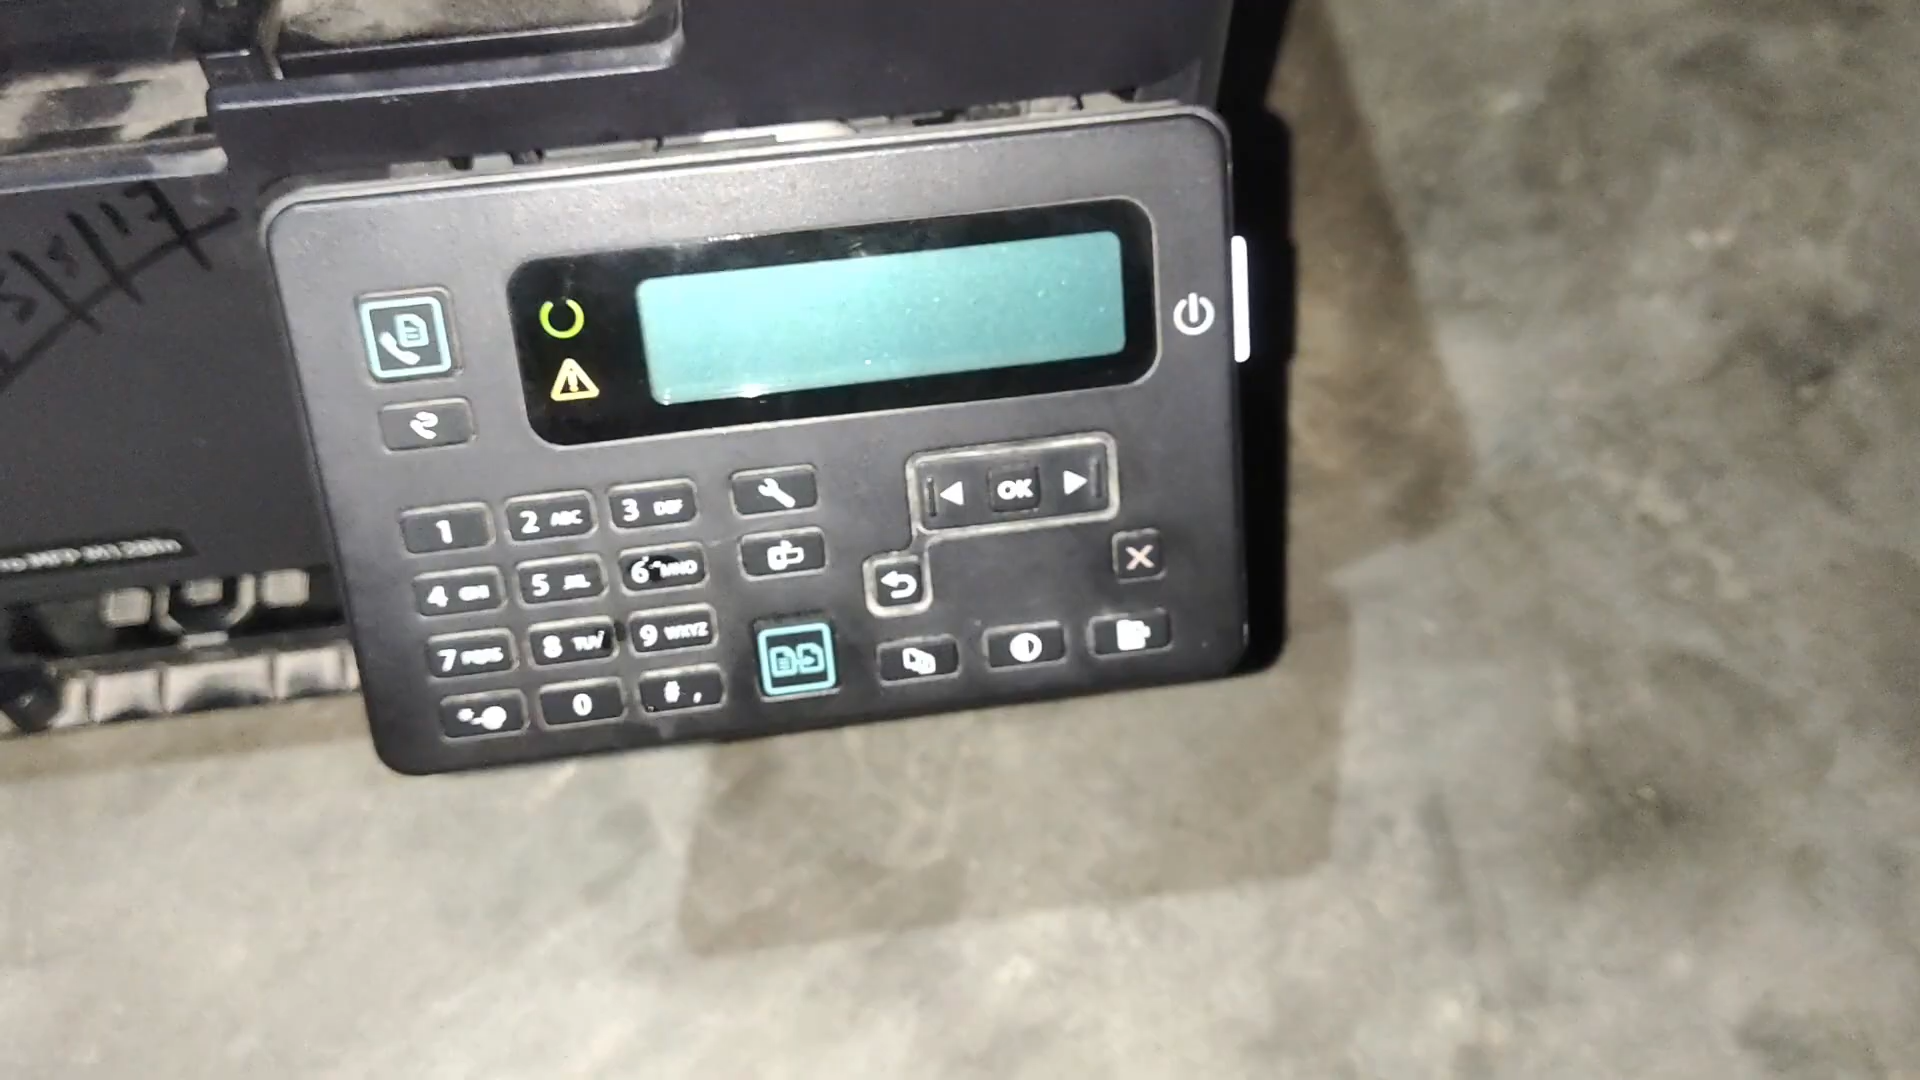 1
2 ABC
3 DEF
OK
4 GHI
5 JKL
6 MNO
7 PQRS
8 TUV
9 WXYZ
0
# ,